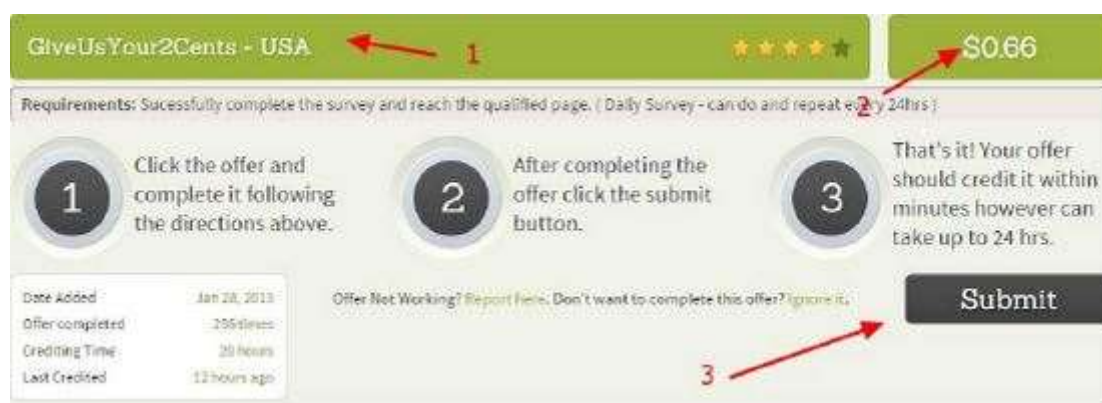 GiveUsYour2Cents - USA
1
$0.66
2
Requirements: Sucessfully complete the survey and reach the qualified page. ( Daily Survey - can do and repeat every 24hrs )
1
Click the offer and
complete it following
the directions above.
2
After completing the
offer click the submit
button.
3
That's it! Your offer
should credit it within
minutes however can
take up to 24 hrs.
Date Added Jan 28, 2013
Offer completed times
Crediting Time 20 hours
Last Credited 12 hours ago
Offer Not Working? Report here. Don't want to complete this offer? Ignore it.
Submit
3